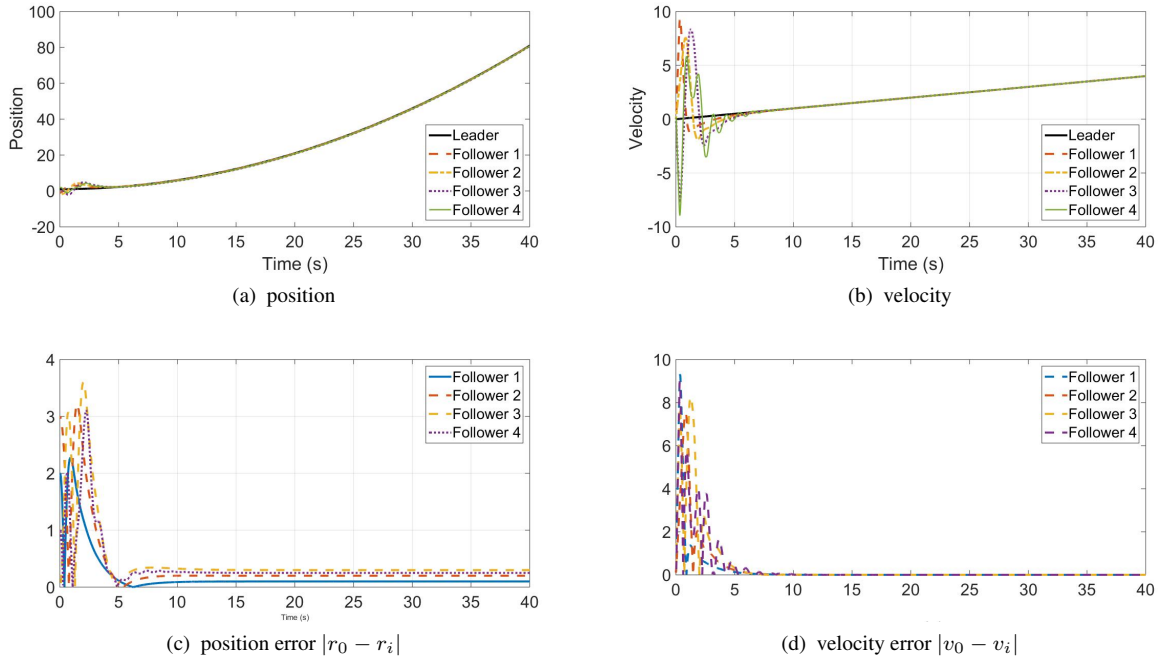 100
80
60
40
20
0
-20
Position
Leader
Follower 1
Follower 2
Follower 3
Follower 4
0 5 10 15 20 25 30 35 40
Time (s)
(a) position
10
5
0
-5
-10
Velocity
Leader
Follower 1
Follower 2
Follower 3
Follower 4
0 5 10 15 20 25 30 35 40
Time (s)
(b) velocity
4
3
2
1
0
Follower 1
Follower 2
Follower 3
Follower 4
0 5 10 15 20 25 30 35 40
Time (s)
(c) position error |r₀ − rᵢ|
10
8
6
4
2
0
Follower 1
Follower 2
Follower 3
Follower 4
0 5 10 15 20 25 30 35 40
(d) velocity error |v₀ − vᵢ|